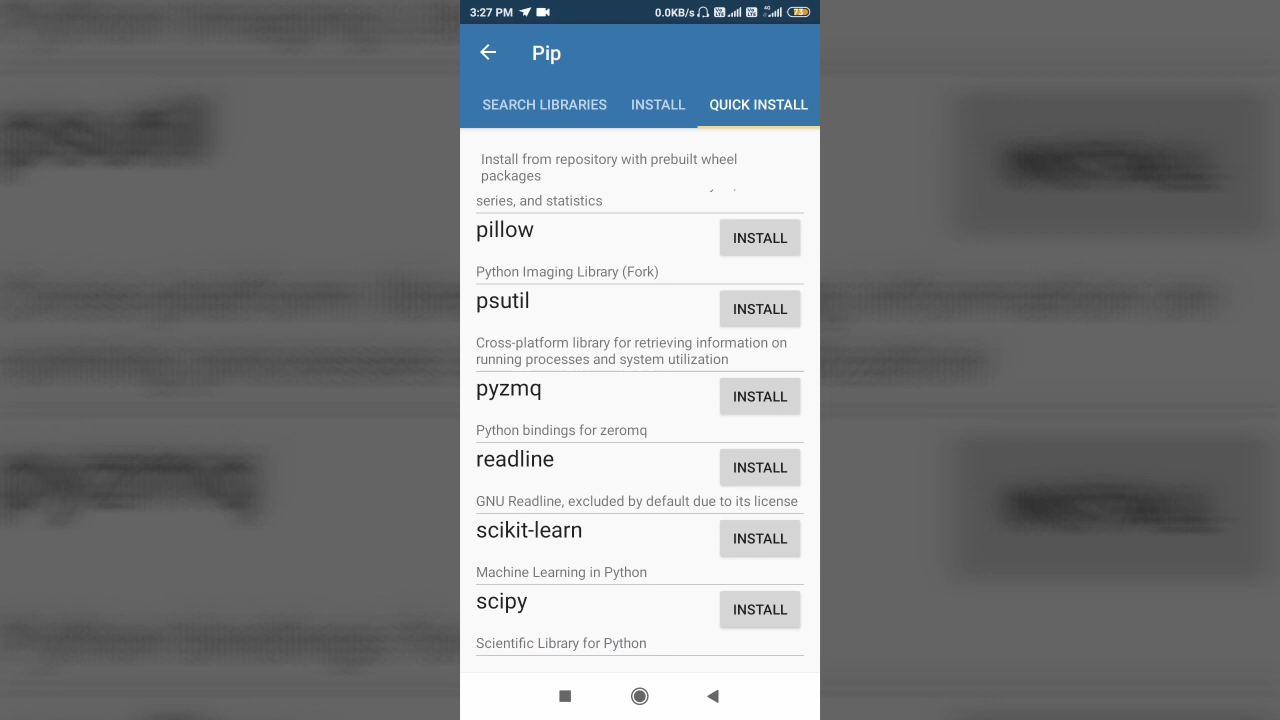 3:27 PM 0.0KB/s 4G 73
Pip
SEARCH LIBRARIES INSTALL QUICK INSTALL
Install from repository with prebuilt wheel
packages
series, and statistics
pillow INSTALL
Python Imaging Library (Fork)
psutil INSTALL
Cross-platform library for retrieving information on
running processes and system utilization
pyzmq INSTALL
Python bindings for zeromq
readline INSTALL
GNU Readline, excluded by default due to its license
scikit-learn INSTALL
Machine Learning in Python
scipy INSTALL
Scientific Library for Python